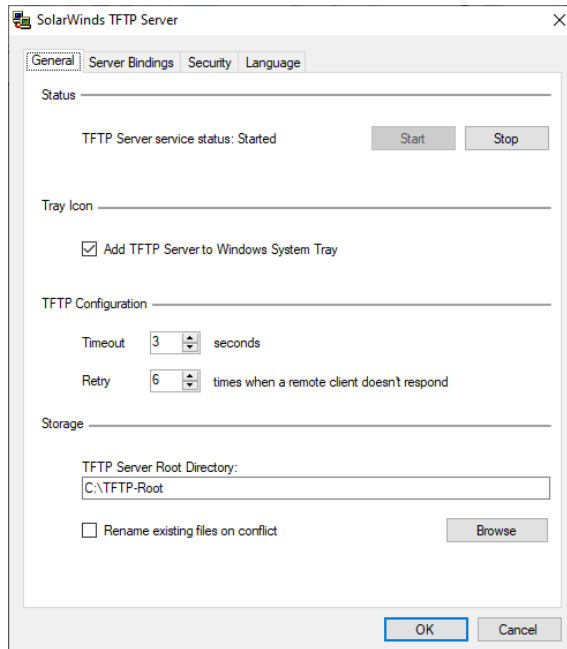 SolarWinds TFTP Server
General Server Bindings Security Language
Status
TFTP Server service status: Started Start Stop
Tray Icon
Add TFTP Server to Windows System Tray
TFTP Configuration
Timeout 3 seconds
Retry 6 times when a remote client doesn't respond
Storage
TFTP Server Root Directory:
C:\TFTP-Root
Rename existing files on conflict Browse
OK Cancel